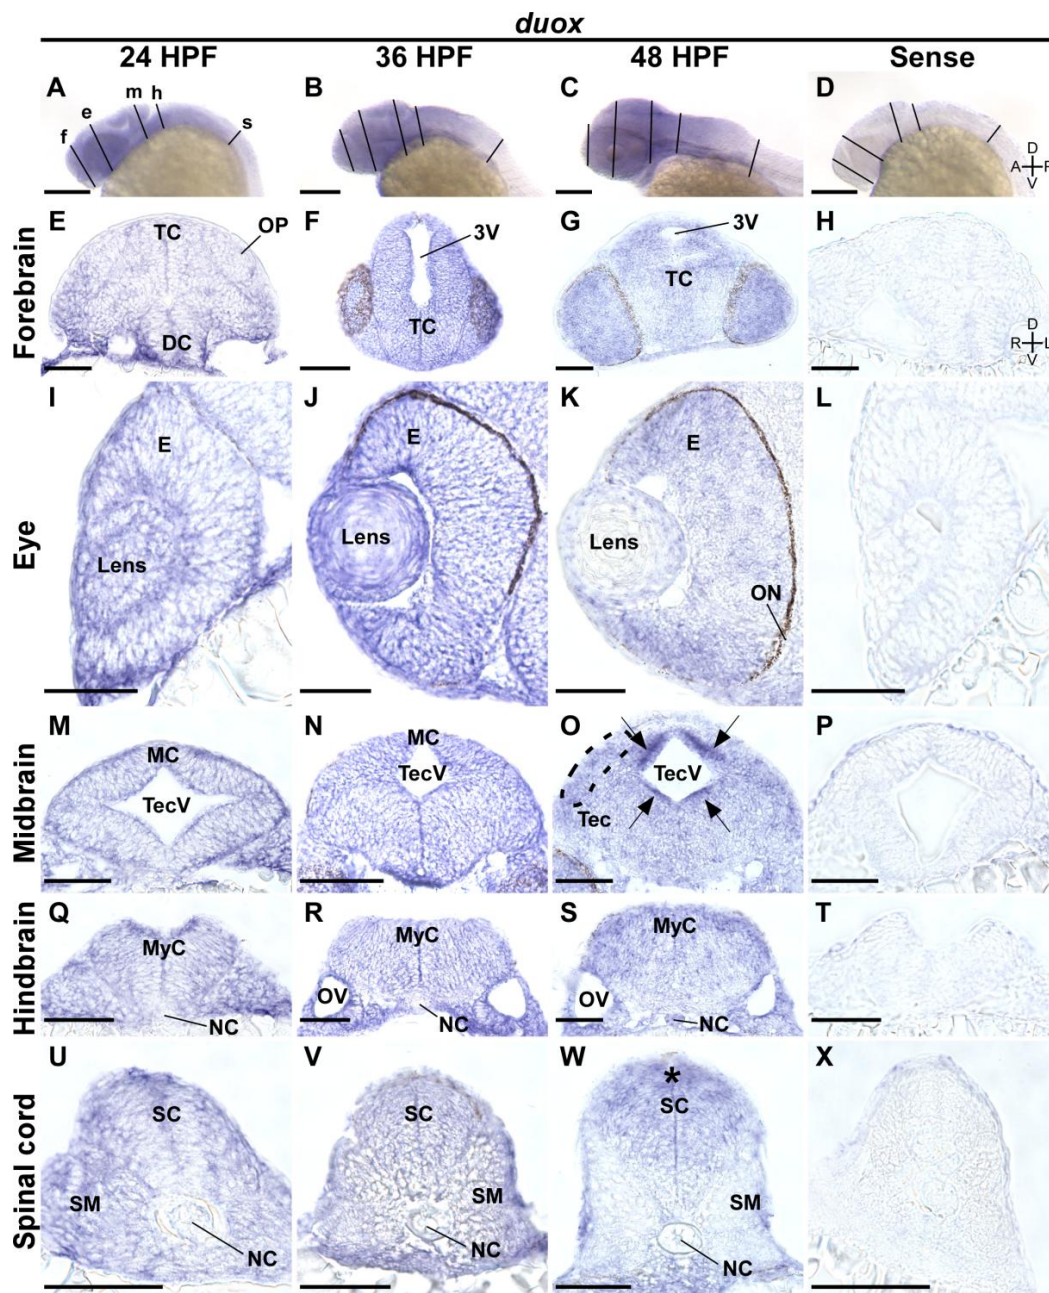 duox
24 HPF 36 HPF 48 HPF Sense
A m h B C D
e
f s
D
A P
V
E TC OP F 3V G 3V H
TC
DC TC
D
R L
V
Forebrain
I J K L
E E E
Lens Lens Lens
ON
Eye
M MC N MC O P
TecV TecV TecV
Tec
Midbrain
Q R S T
MyC MyC MyC
OV OV
NC NC NC
Hindbrain
U V W X
*
SC SC SC
SM SM SM
NC NC NC
Spinal cord